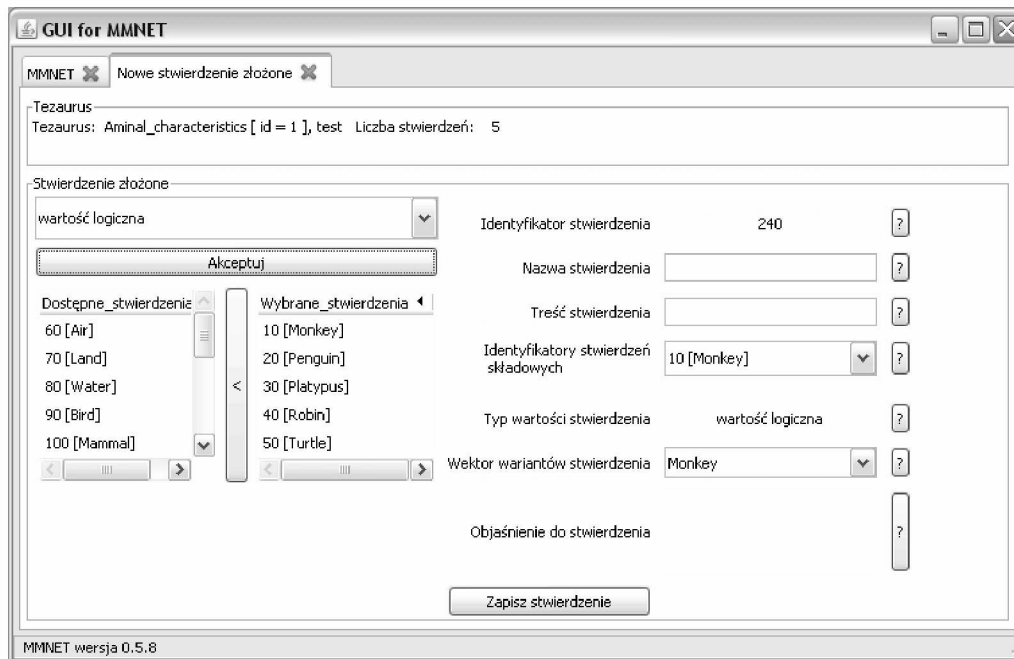 GUI for MMNET
MMNET
Nowe stwierdzenie złożone
Tezaurus
Tezaurus: Aminal_characteristics [ id = 1 ], test Liczba stwierdzeń: 5
Stwierdzenie złożone
wartość logiczna
Akceptuj
Dostępne_stwierdzenia
60 [Air]
70 [Land]
80 [Water]
90 [Bird]
100 [Mammal]
<
Wybrane_stwierdzenia
10 [Monkey]
20 [Penguin]
30 [Platypus]
40 [Robin]
50 [Turtle]
Identyfikator stwierdzenia 240 ?
Nazwa stwierdzenia ?
Treść stwierdzenia ?
Identyfikatory stwierdzeń
składowych
10 [Monkey] ?
Typ wartości stwierdzenia wartość logiczna ?
Wektor wariantów stwierdzenia Monkey ?
Objaśnienie do stwierdzenia ?
Zapisz stwierdzenie
MMNET wersja 0.5.8